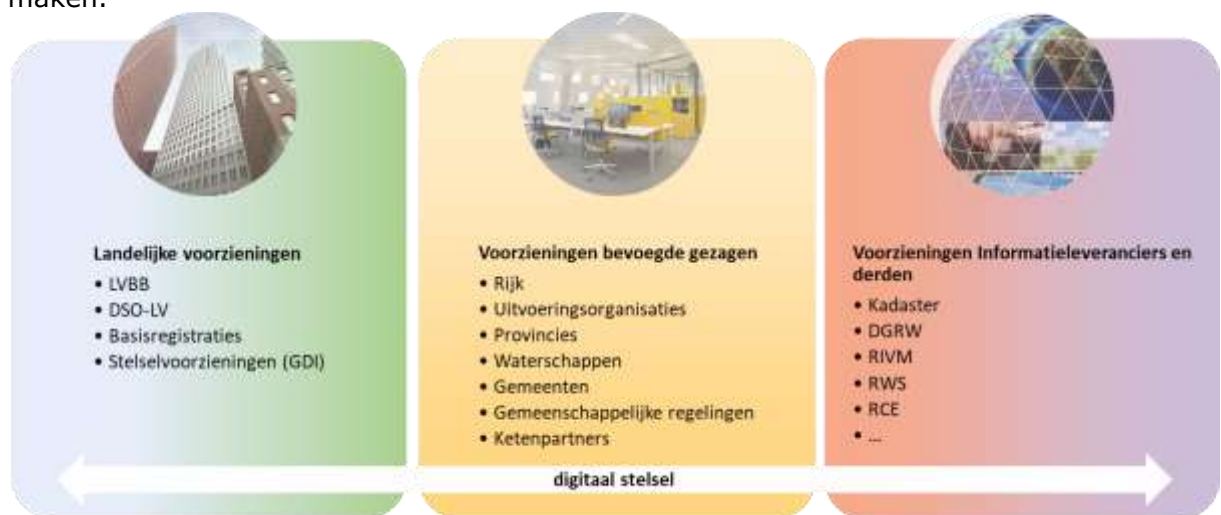 maken.
Landelijke voorzieningen
• LVBB
• DSO-LV
• Basisregistraties
• Stelselvoorzieningen (GDI)
Voorzieningen bevoegde gezagen
• Rijk
• Uitvoeringsorganisaties
• Provincies
• Waterschappen
• Gemeenten
• Gemeenschappelijke regelingen
• Ketenpartners
Voorzieningen Informatieleveranciers en
derden
• Kadaster
• DGRW
• RIVM
• RWS
• RCE
• ...
digitaal stelsel